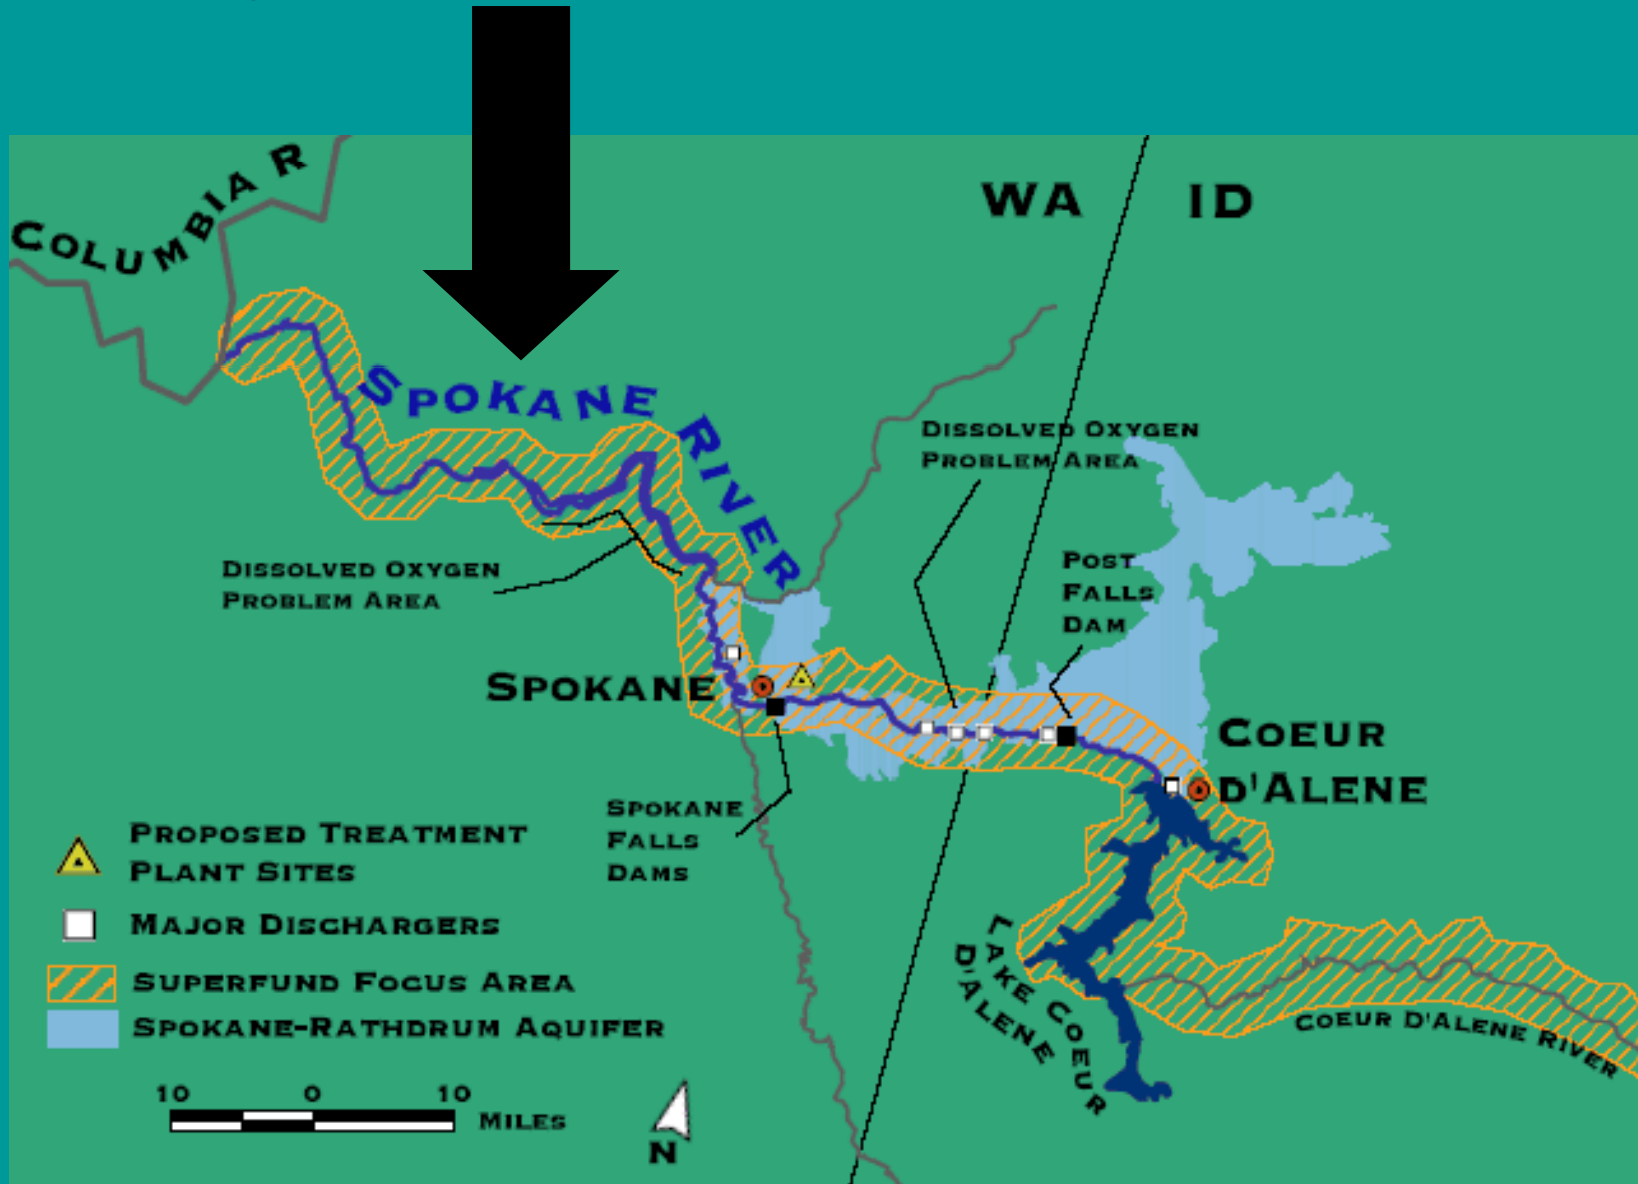 COLUMBIA R
WA ID
SPOKANE RIVER
DISSOLVED OXYGEN
PROBLEM AREA
POST
FALLS
DAM
DISSOLVED OXYGEN
PROBLEM AREA
SPOKANE
COEUR
D'ALENE
SPOKANE
FALLS
DAMS
PROPOSED TREATMENT
PLANT SITES
MAJOR DISCHARGERS
SUPERFUND FOCUS AREA
SPOKANE-RATHDRUM AQUIFER
LAKE COEUR
D'ALENE
COEUR D'ALENE RIVER
10 0 10
MILES
N